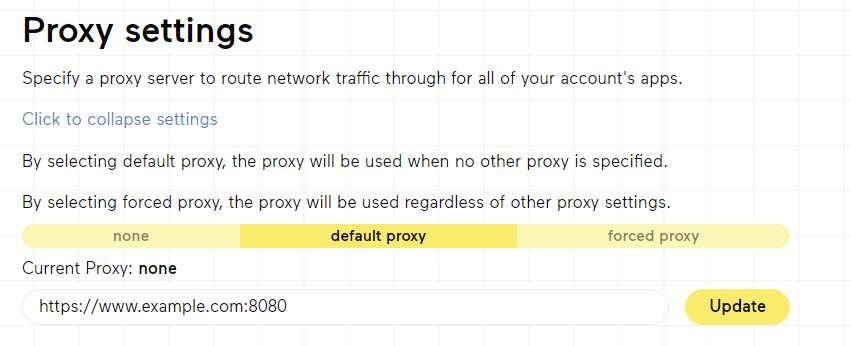 Proxy settings
Specify a proxy server to route network traffic through for all of your account's apps.
Click to collapse settings
By selecting default proxy, the proxy will be used when no other proxy is specified.
By selecting forced proxy, the proxy will be used regardless of other proxy settings.
none default proxy forced proxy
Current Proxy: none
https://www.example.com:8080 Update